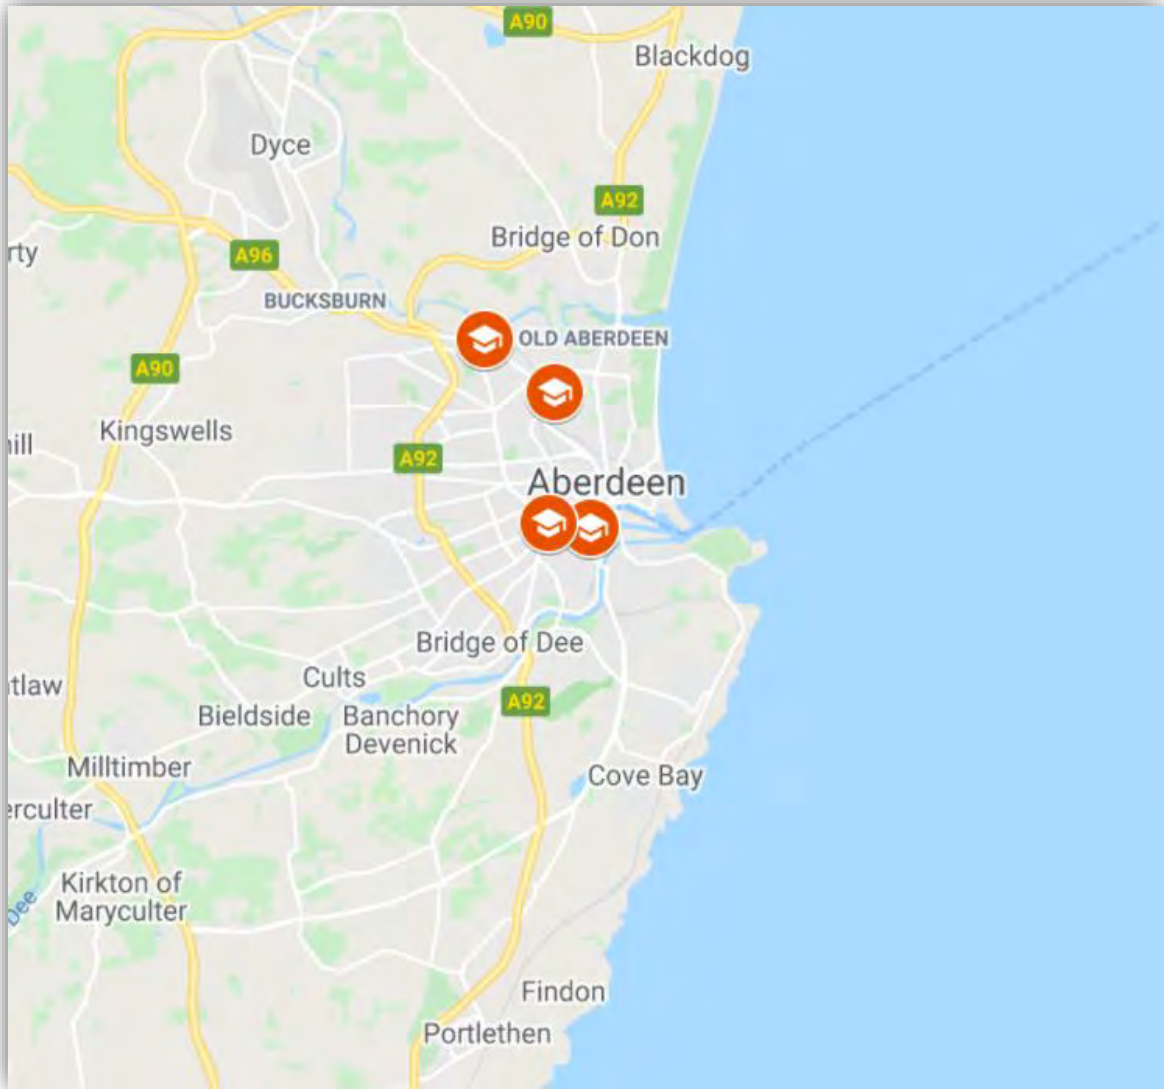 A90
Blackdog
Dyce
A92
Bridge of Don
rty
A96
BUCKSBURN
OLD ABERDEEN
A90
Kingswells
hill
A92
Aberdeen
Bridge of Dee
Cults
tlaw
A92
Bieldside
Banchory
Devenick
Milltimber
Cove Bay
erculter
Kirkton of
Maryculter
Dee
Findon
Portlethen